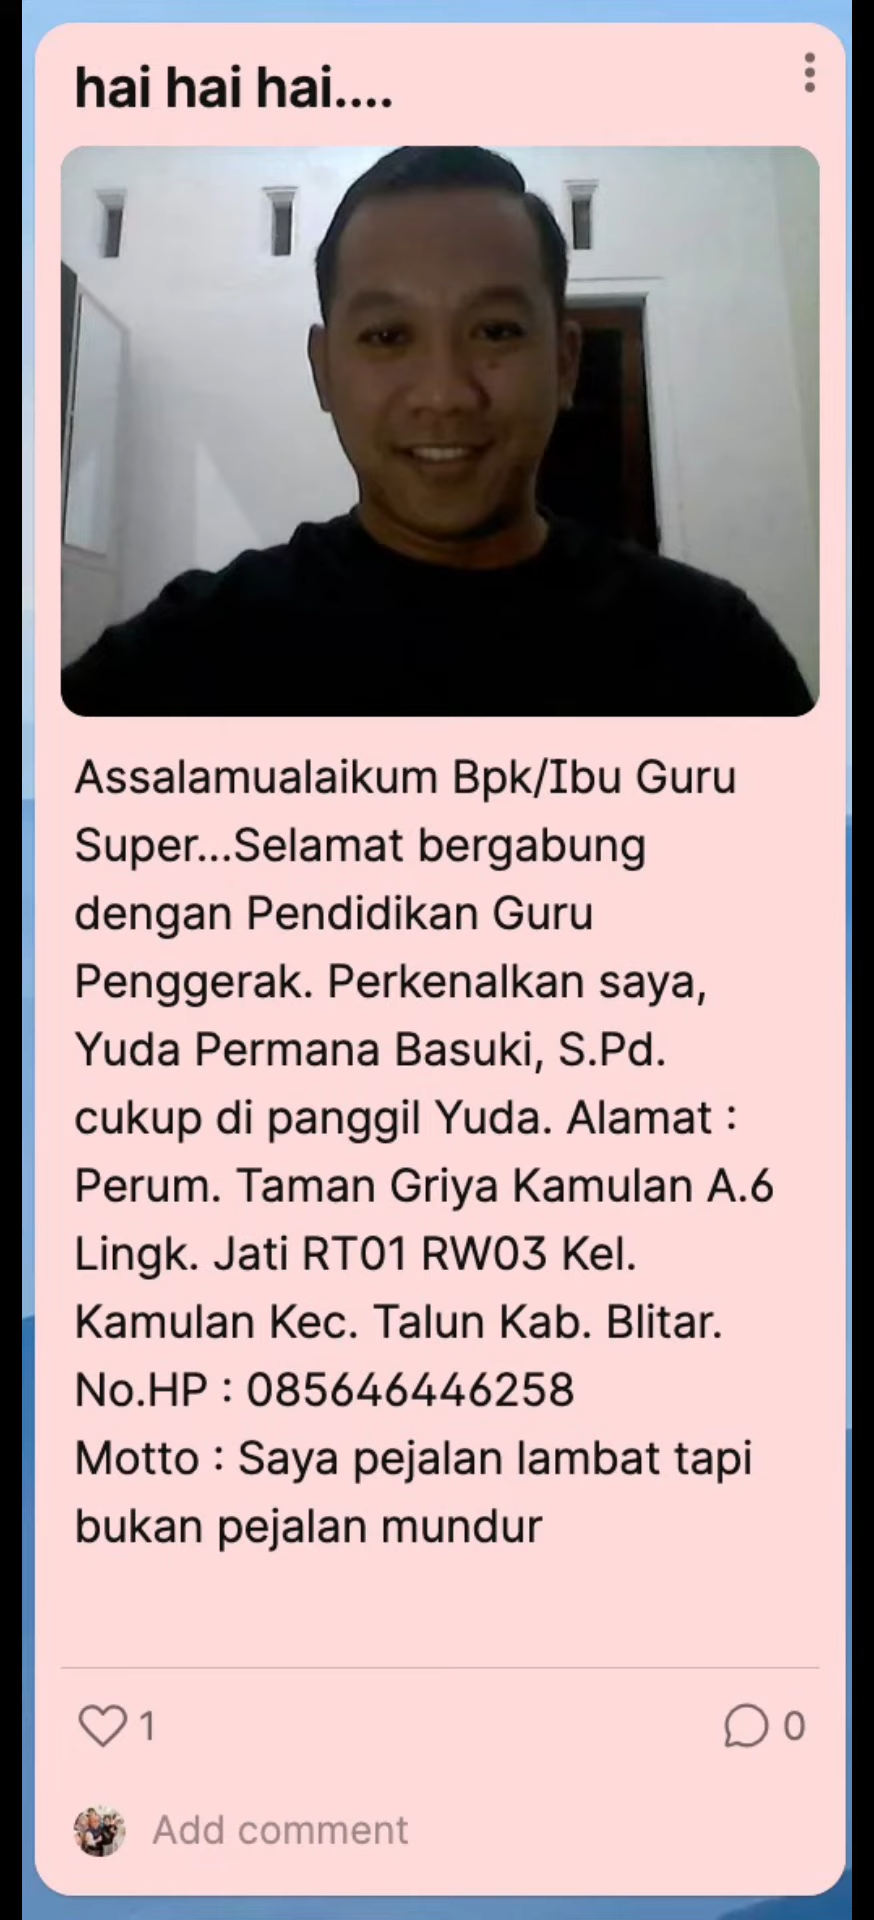 hai hai hai....
Assalamualaikum Bpk/Ibu Guru
Super...Selamat bergabung
dengan Pendidikan Guru
Penggerak. Perkenalkan saya,
Yuda Permana Basuki, S.Pd.
cukup di panggil Yuda. Alamat :
Perum. Taman Griya Kamulan A.6
Lingk. Jati RT01 RW03 Kel.
Kamulan Kec. Talun Kab. Blitar.
No.HP : 085646446258
Motto : Saya pejalan lambat tapi
bukan pejalan mundur
1 0
Add comment